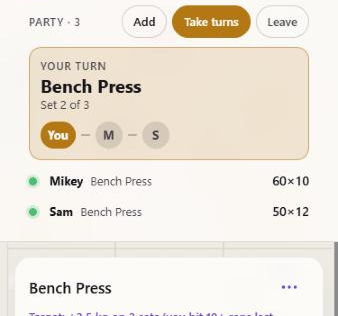 PARTY · 3 Add Take turns Leave
YOUR TURN
Bench Press
Set 2 of 3
You – M – S
Mikey Bench Press 60×10
Sam Bench Press 50×12
Bench Press •••